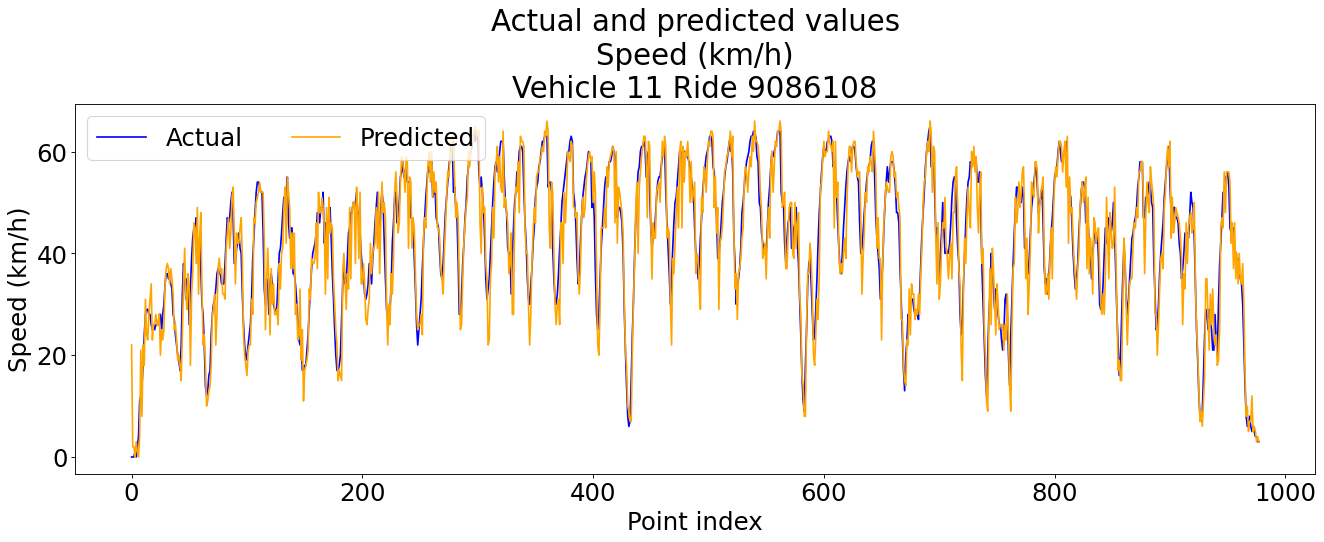 Actual and predicted values
Speed (km/h)
Vehicle 11 Ride 9086108
Actual
Predicted
Speed (km/h)
60
40
20
0
0
200
400
600
800
1000
Point index